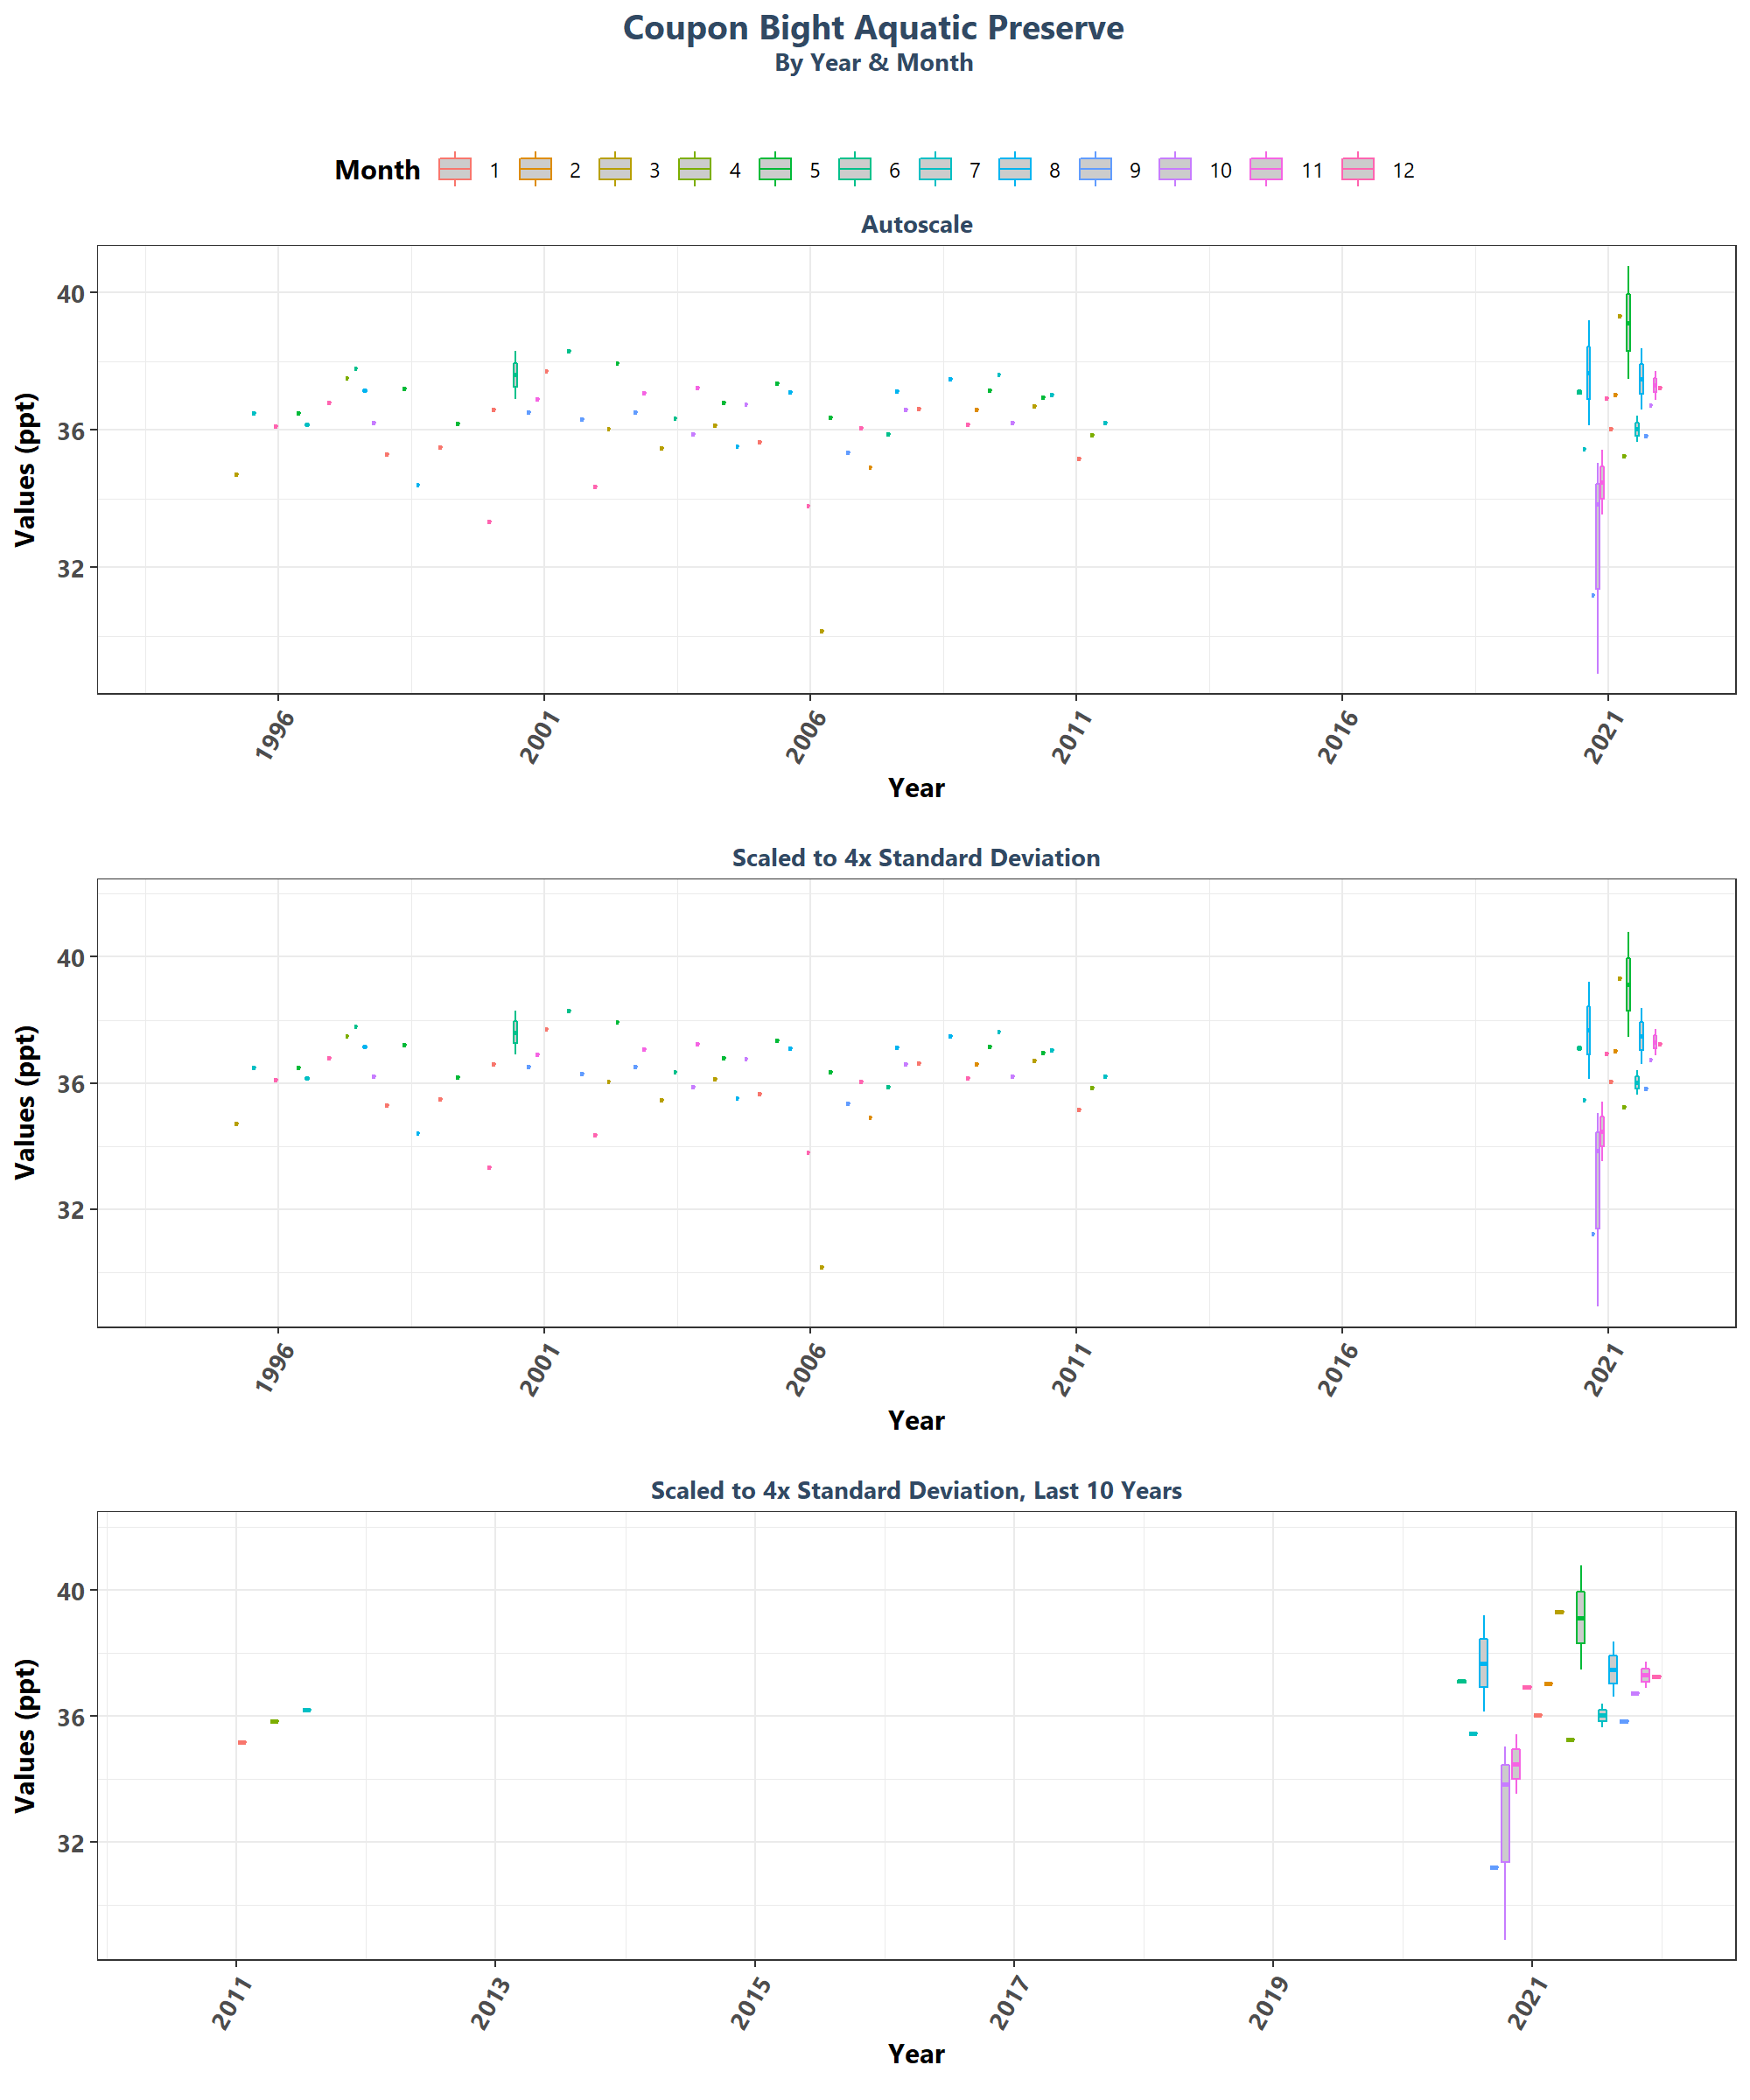 Coupon Bight Aquatic Preserve
By Year & Month
Month 1 2 3 4 5 6 7 8 9 10 11 12
Autoscale
Values (ppt)
40
36
32
1996 2001 2006 2011 2016 2021
Year
Scaled to 4x Standard Deviation
Values (ppt)
40
36
32
1996 2001 2006 2011 2016 2021
Year
Scaled to 4x Standard Deviation, Last 10 Years
Values (ppt)
40
36
32
2011 2013 2015 2017 2019 2021
Year